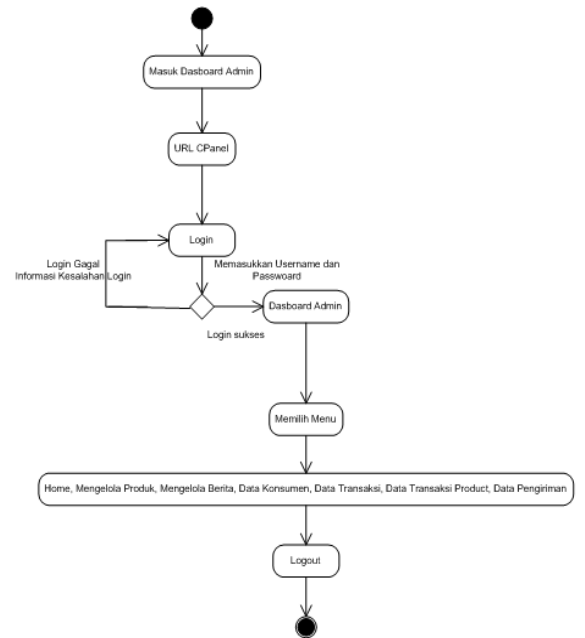 Masuk Dasboard Admin
URL CPanel
Login
Login Gagal
Informasi Kesalahan Login
Memasukkan Username dan
Passwoard
Dasboard Admin
Login sukses
Memilih Menu
Home, Mengelola Produk, Mengelola Berita, Data Konsumen, Data Transaksi, Data Transaksi Product, Data Pengiriman
Logout